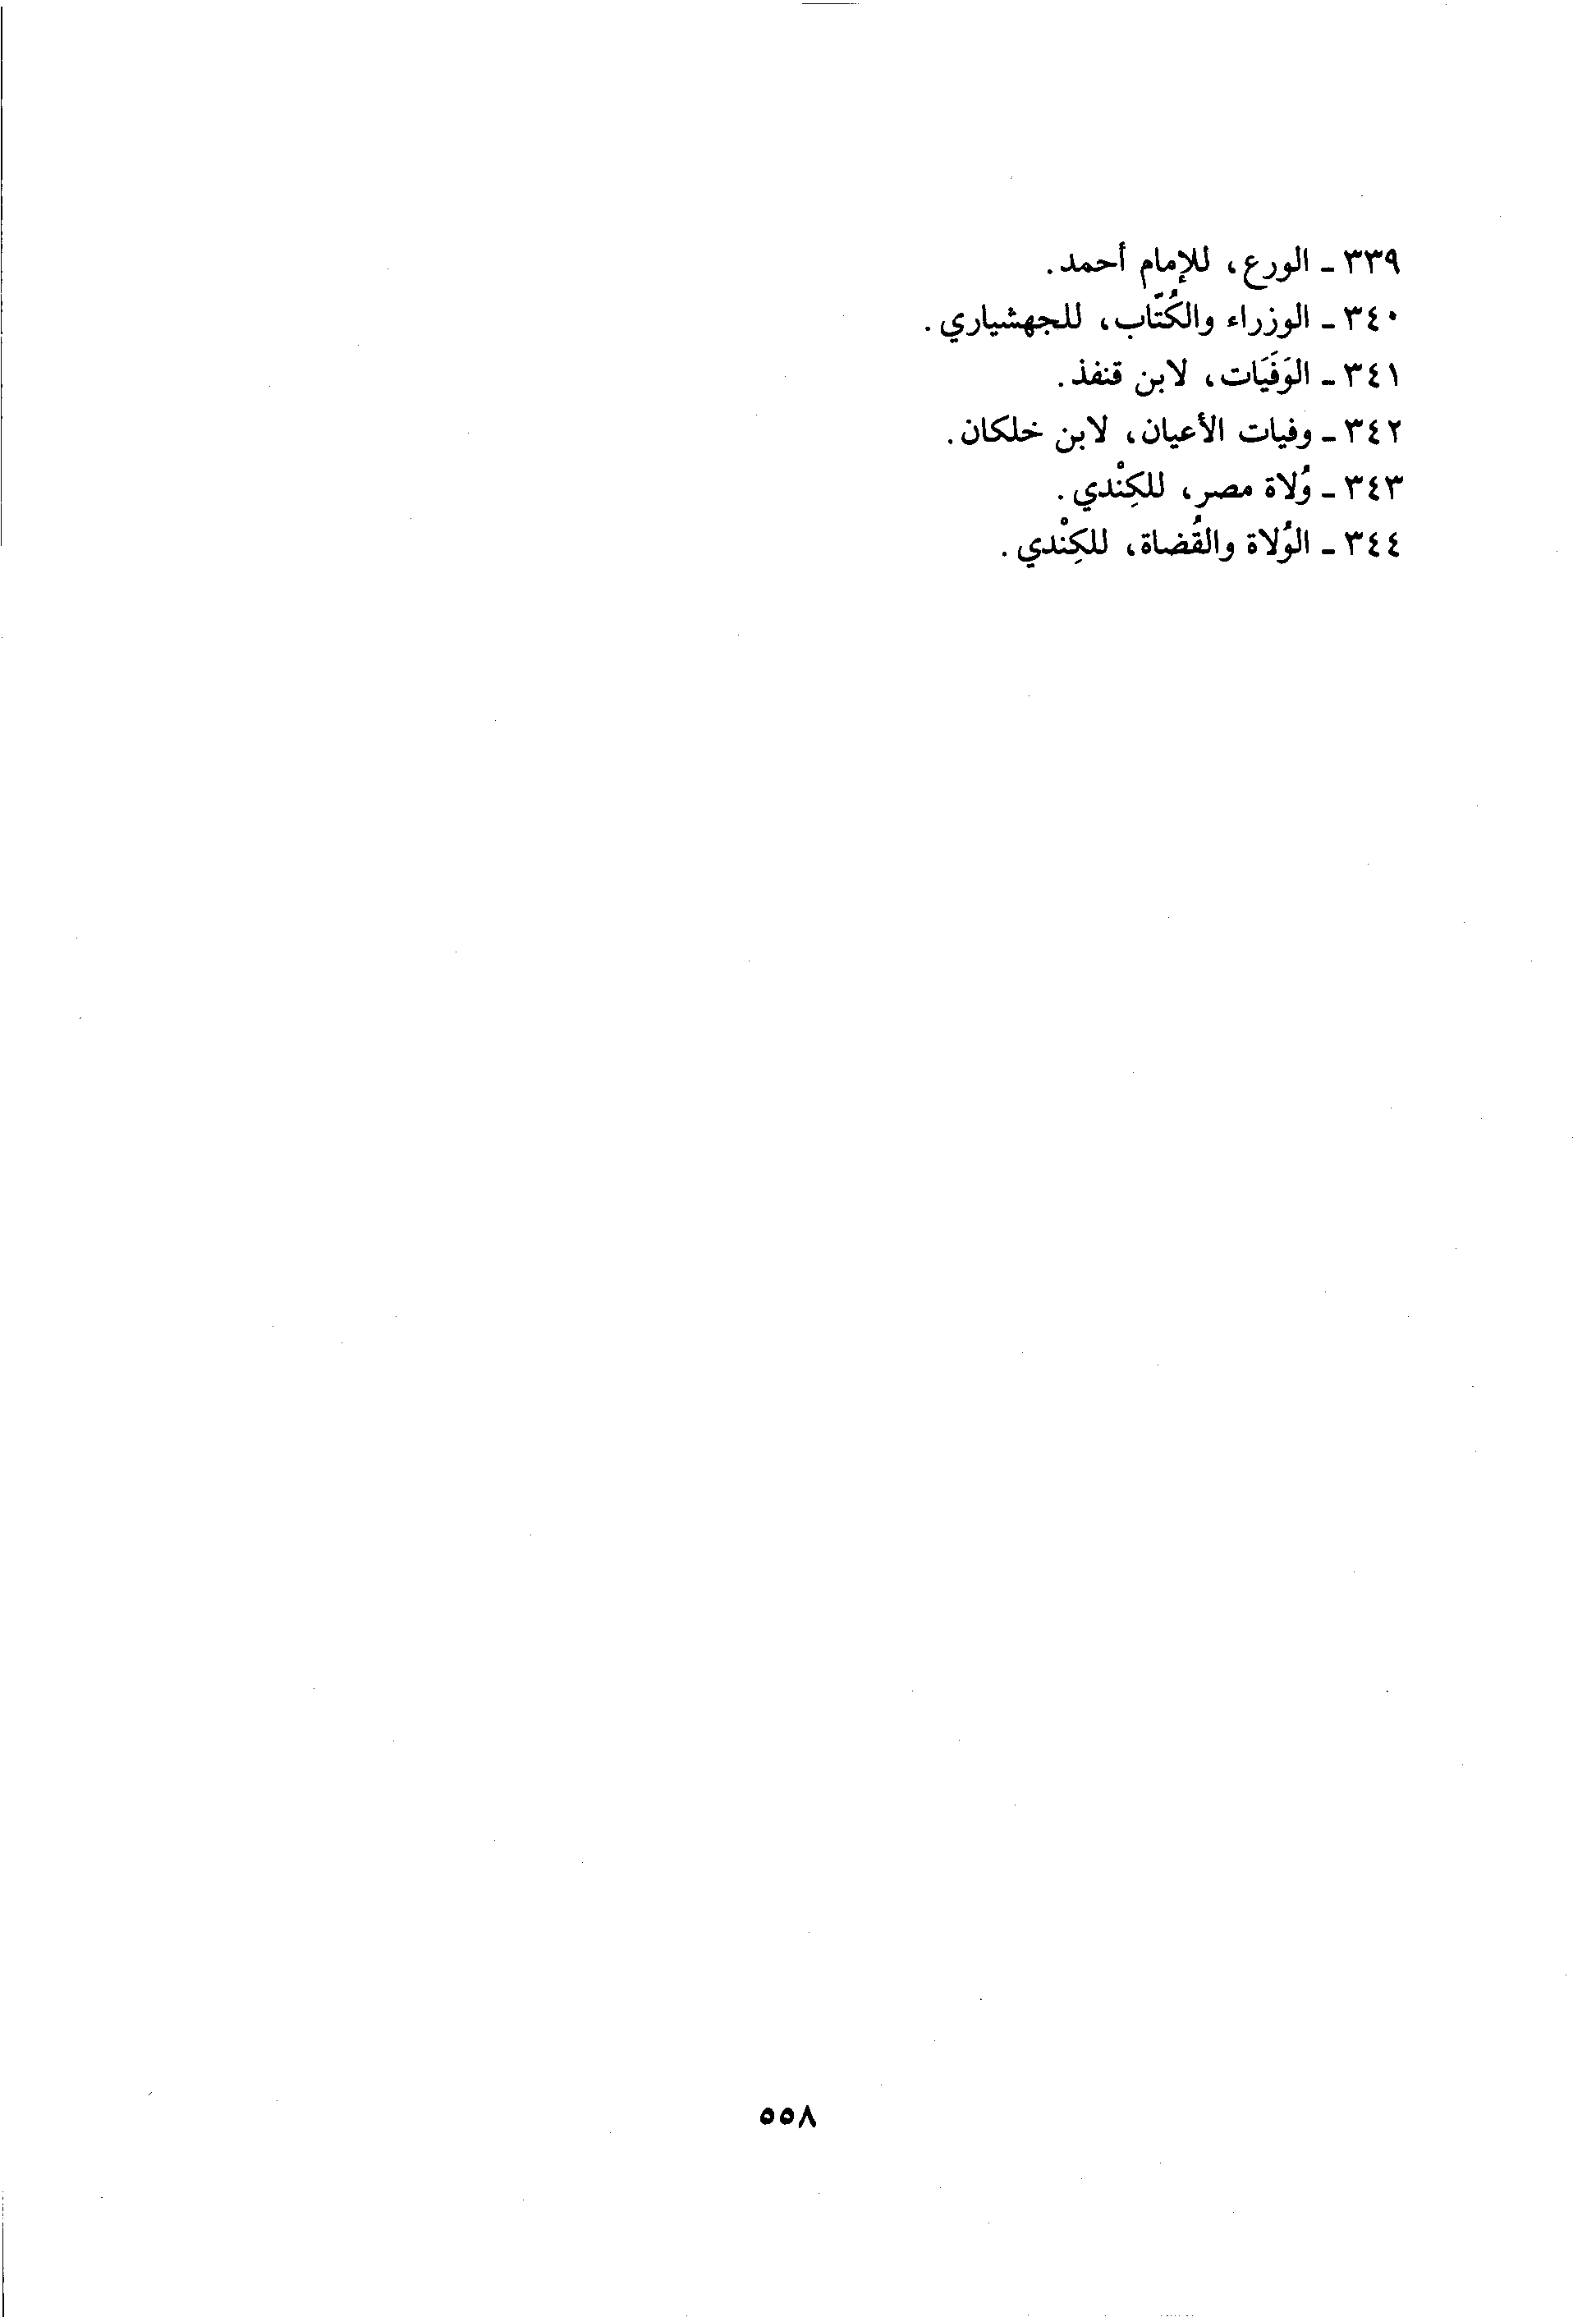 ٣٣٩ - الورع، للإمام أحمد.
٣٤٠ - الوزراء والكُتّاب، للجهشياري.
٣٤١ - الوَفَيَات، لابن قنفذ.
٣٤٢ - وفيات الأعيان، لابن خلكان.
٣٤٣ - وُلاة مصر، للكِنْدي.
٣٤٤ - الوُلاة والقُضاة، للكِنْدي.
٥٥٨